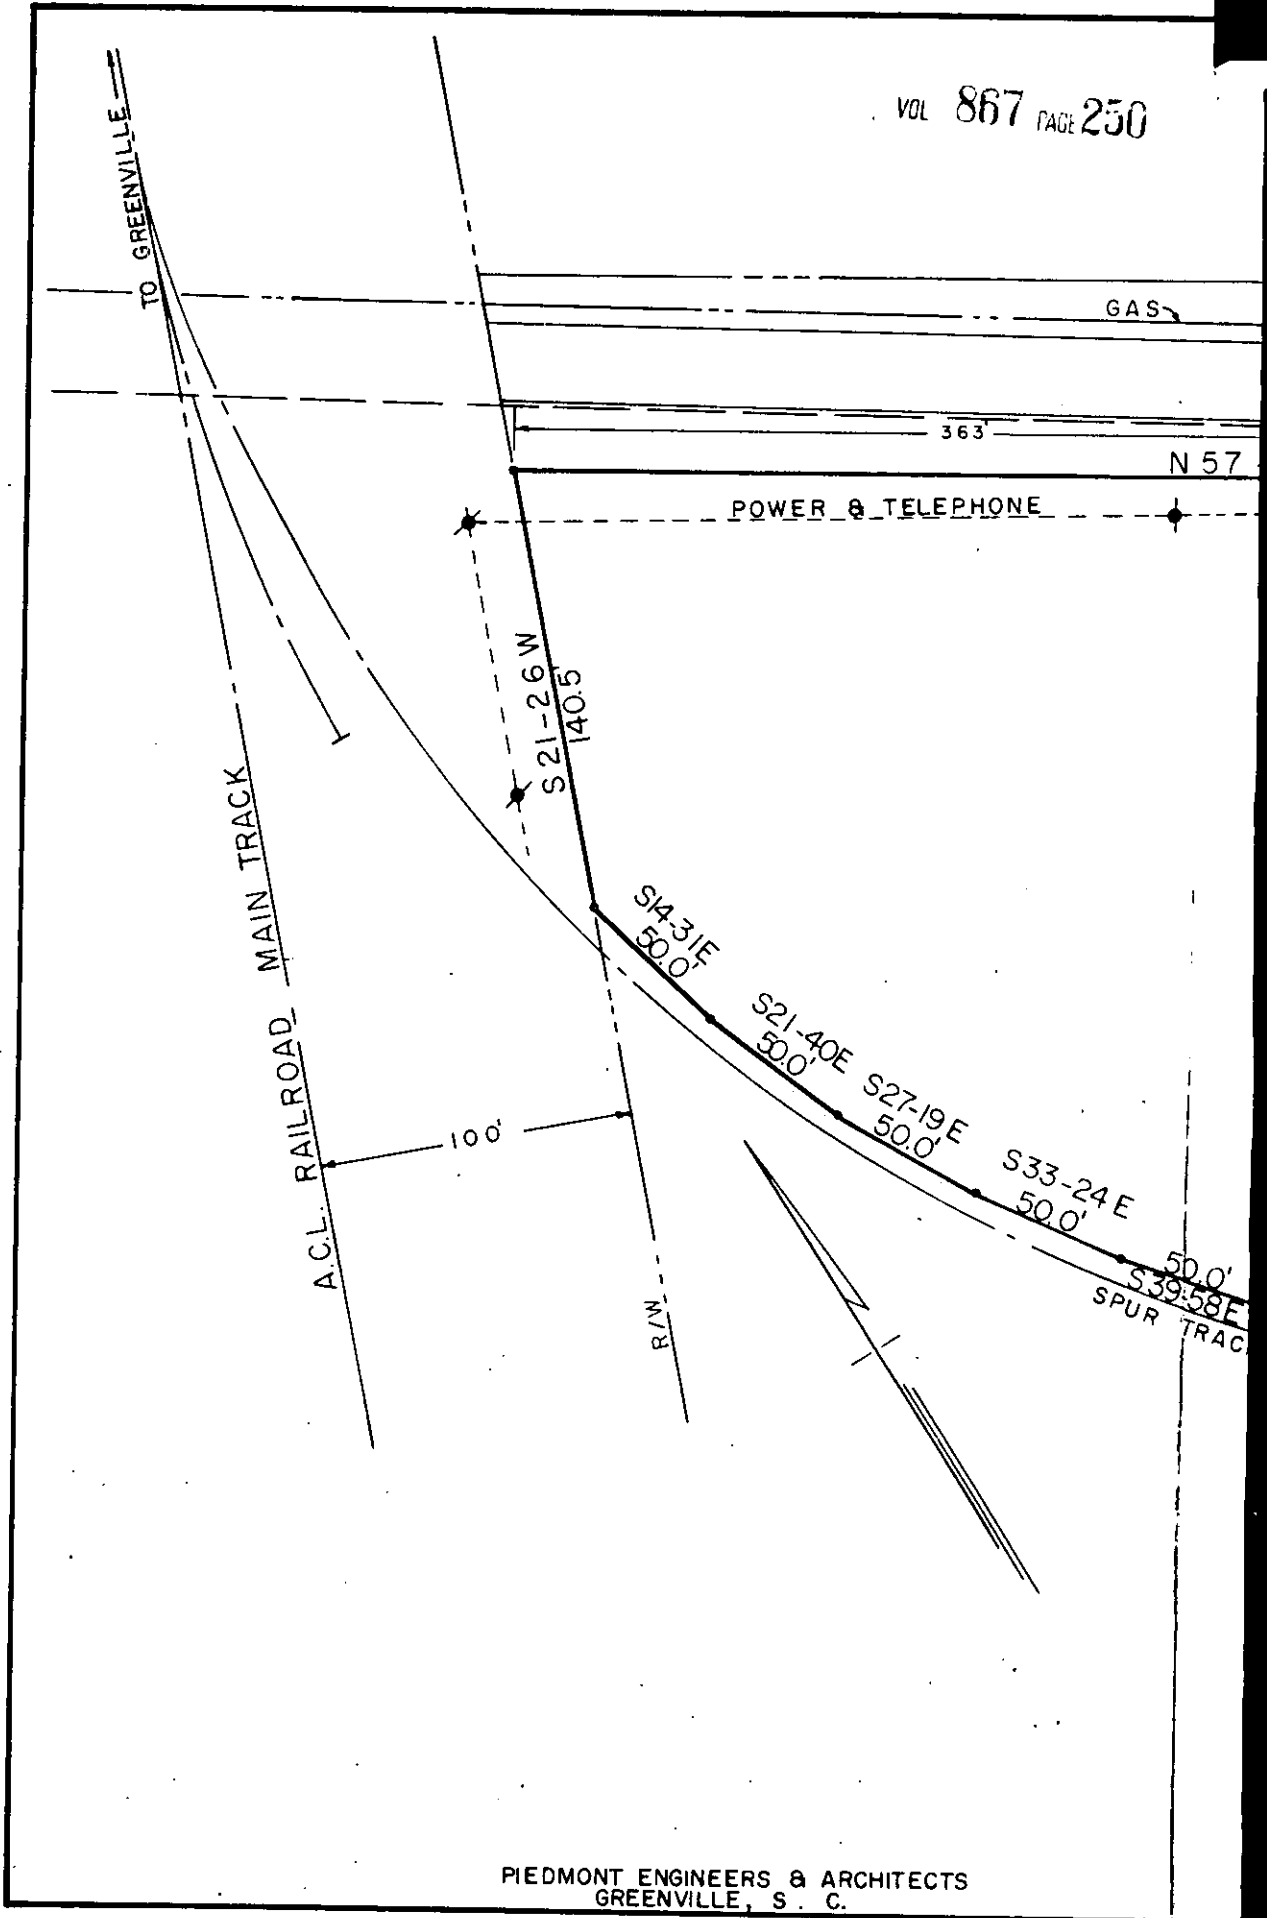 VOL 867 PAGE 250
TO GREENVILLE
GAS
363'
N 57
POWER & TELEPHONE
S 21-26 W
140.5'
A.C.L. RAILROAD MAIN TRACK
S14-31E
50.0'
S21-40E
50.0'
S27-19E
50.0'
S33-24E
50.0'
50.0'
S39-58E
SPUR TRAC
100'
R/W
PIEDMONT ENGINEERS & ARCHITECTS
GREENVILLE, S. C.